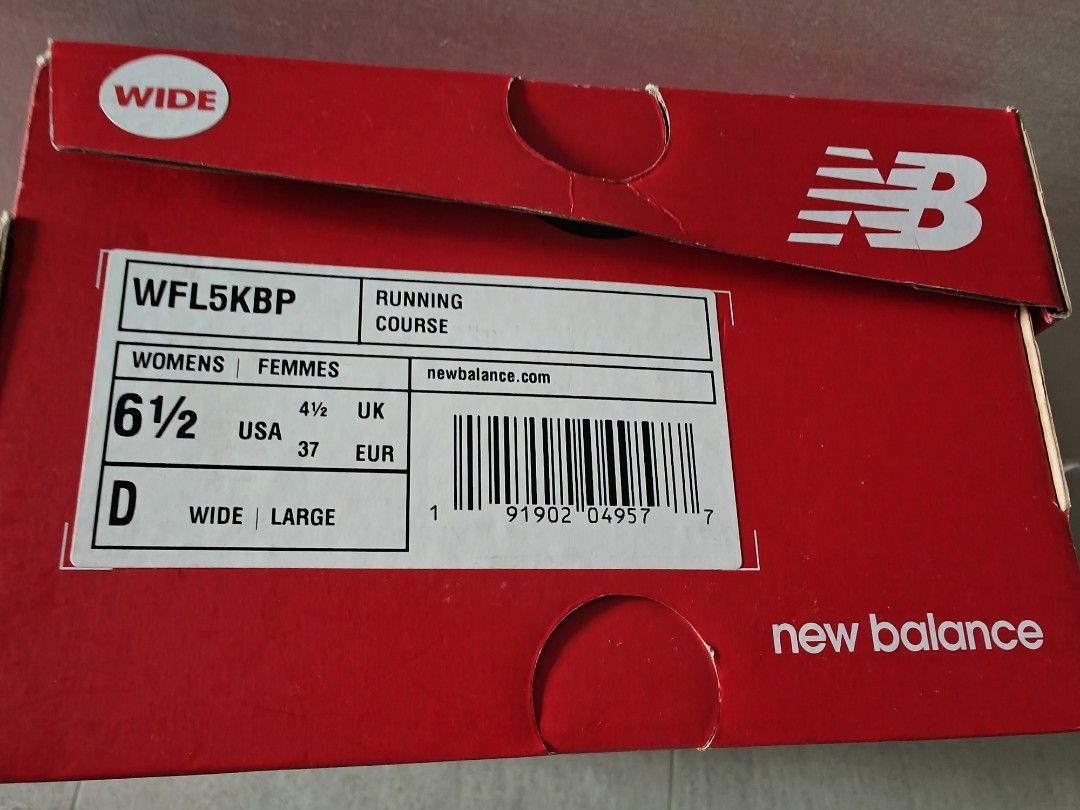 WIDE
NB
WFL5KBP
RUNNING
COURSE
WOMENS | FEMMES
newbalance.com
6½ USA 4½ UK
37 EUR
D WIDE | LARGE
1 91902 04957 7
new balance